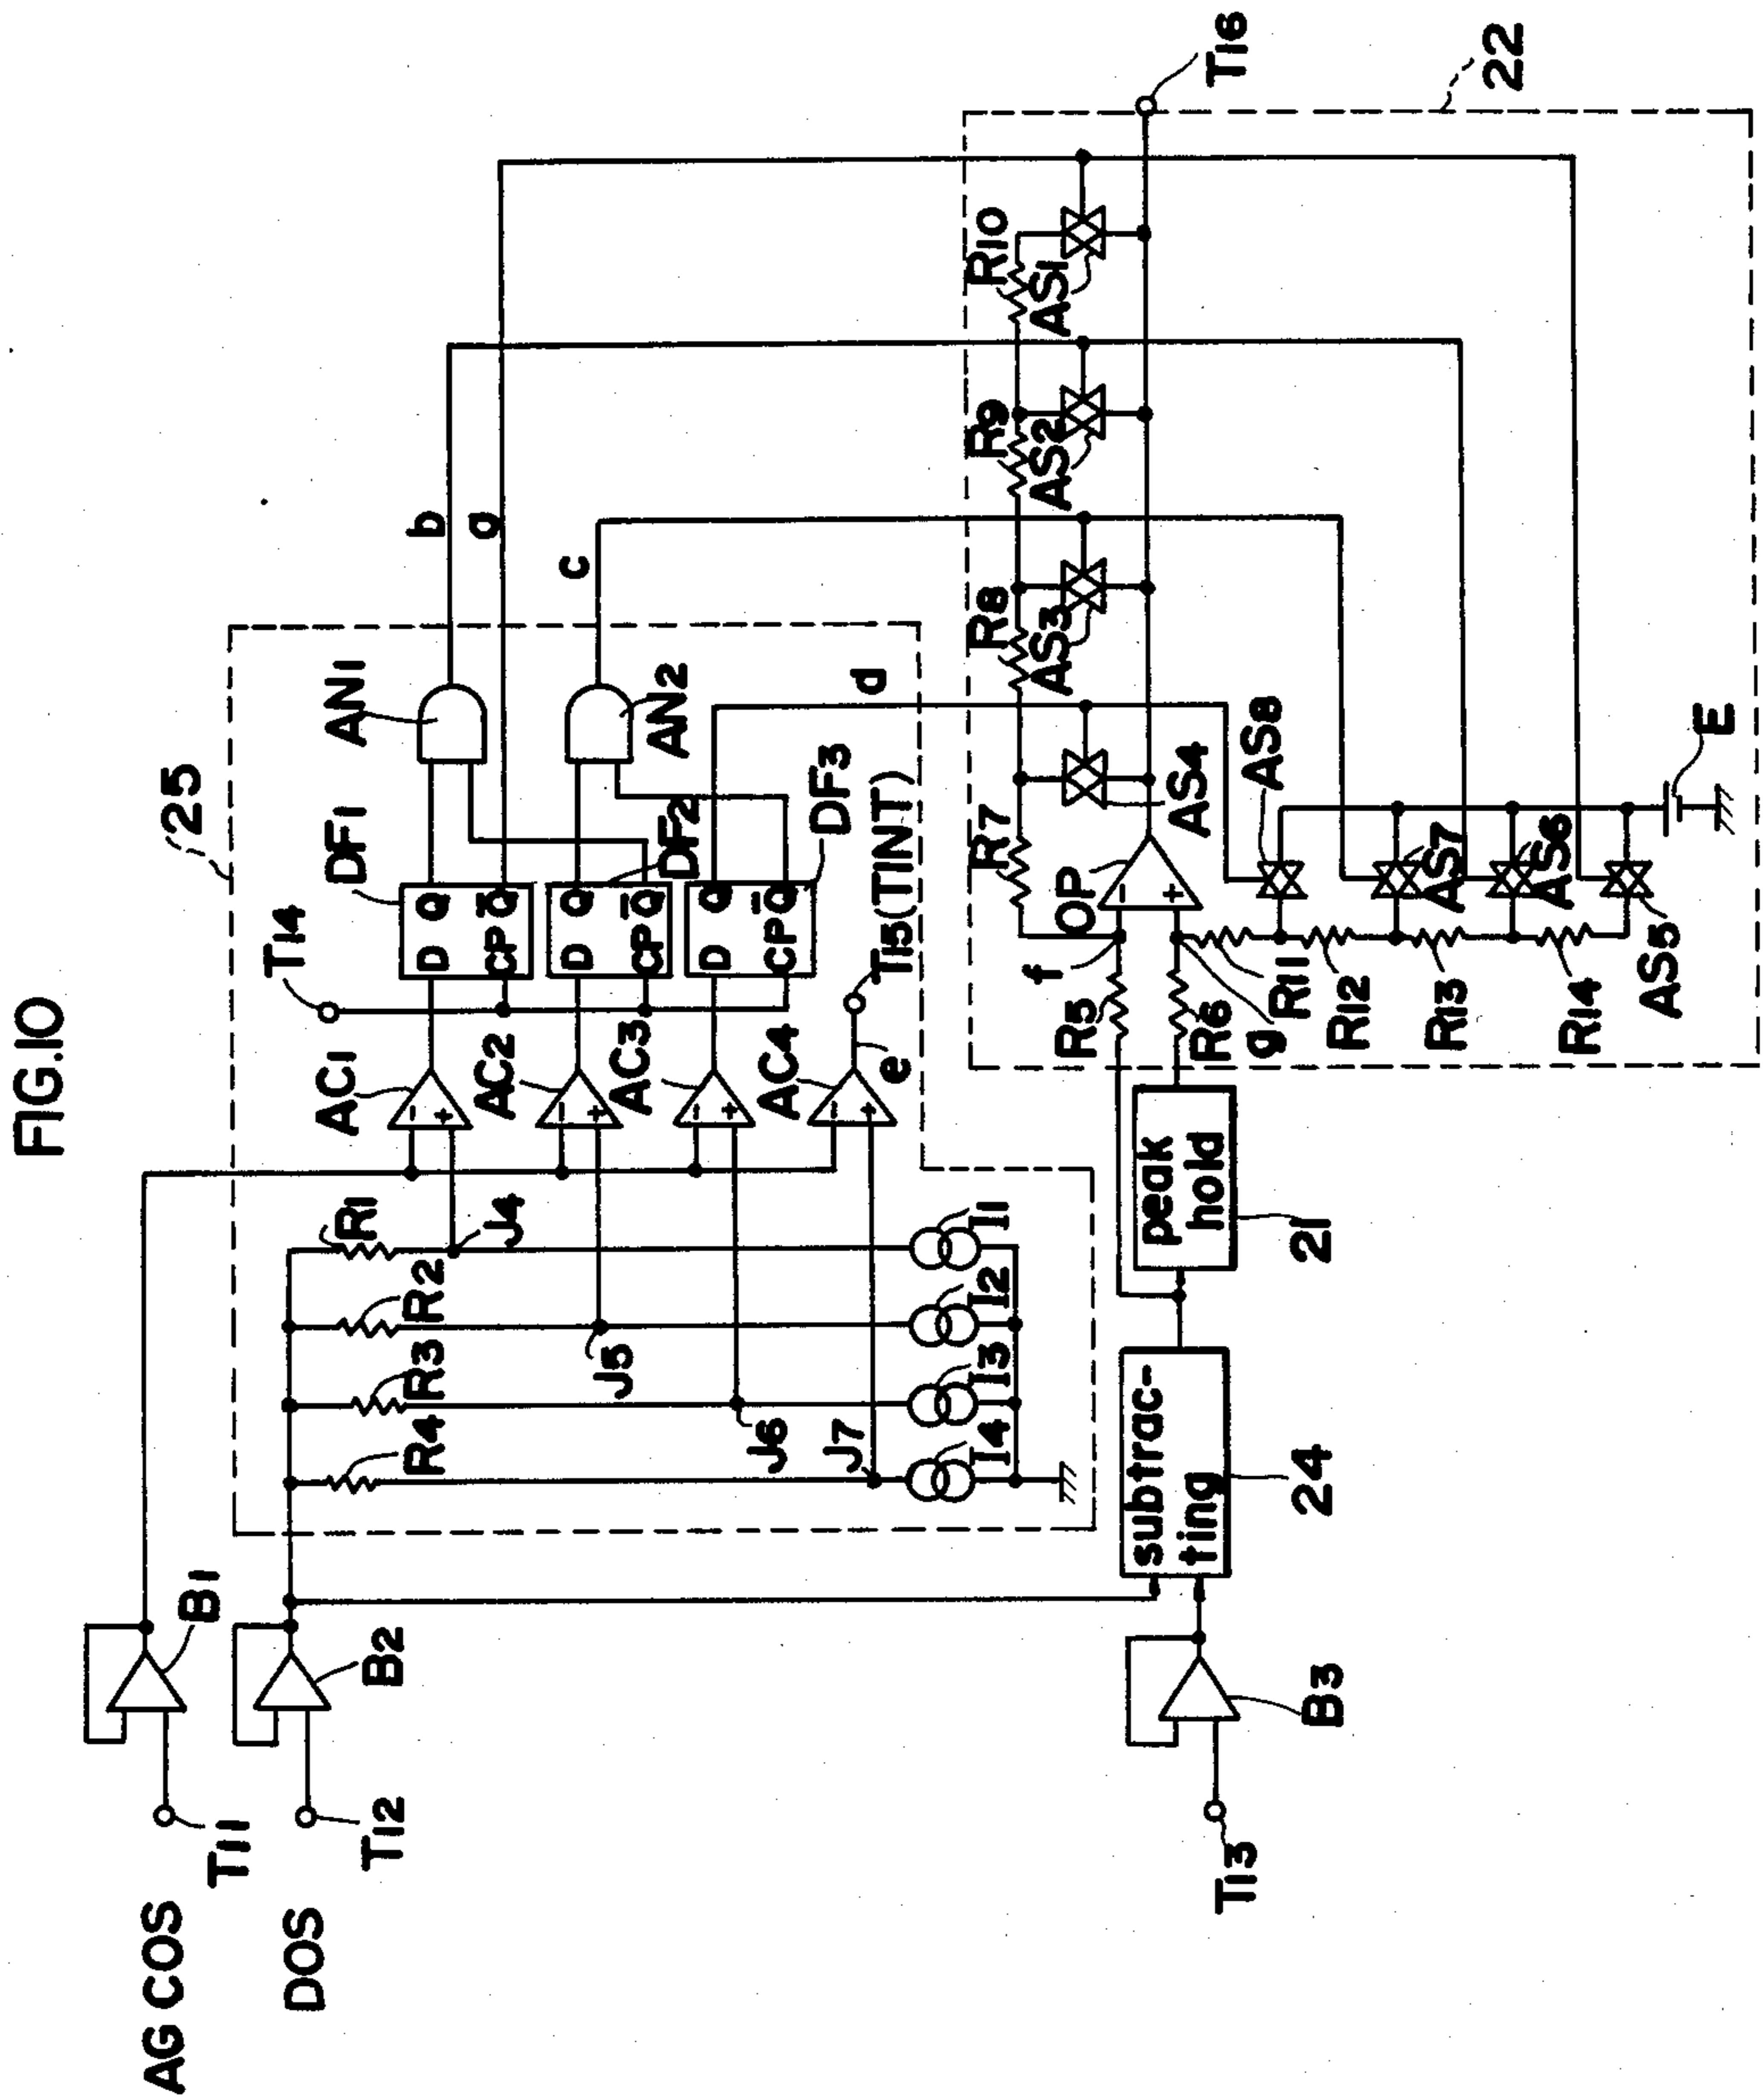 FIG.10
AG COS
T11
B1
DOS
T12
B2
T13
B3
25
R1
R2
R3
R4
J4
J5
J6
J7
I1
I2
I3
I4
AC1
- +
AC2
- +
AC3
- +
AC4
- +
e
T15(TINT)
T14
DF1
D Q
CP Q̅
DF2
D Q
CP Q̅
DF3
D Q
CP Q̅
AN1
AN2
b
a
c
d
subtrac-
ting
24
peak
hold
21
22
R5
R6
f
g
OP
- +
R7
R8
R9
R10
AS4
AS3
AS2
AS1
T16
R11
R12
R13
R14
AS8
AS7
AS6
AS5
E